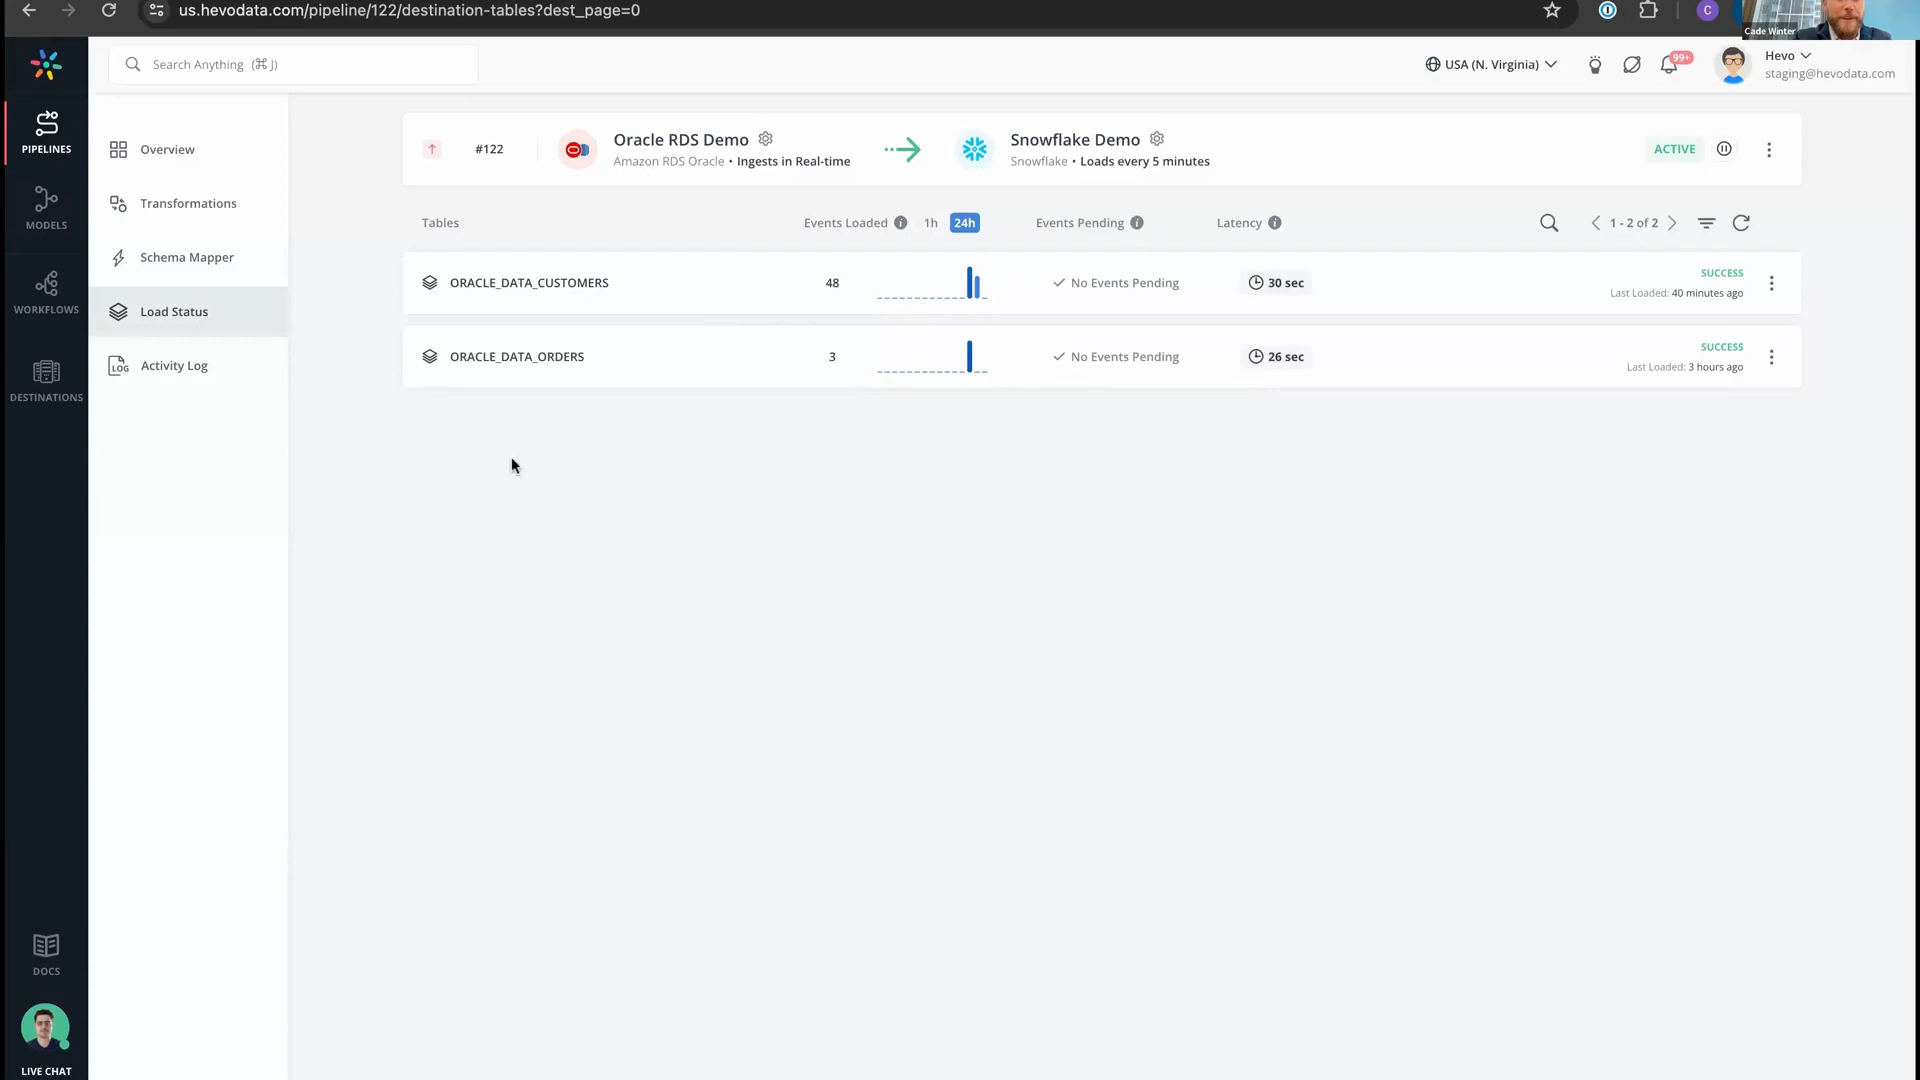 us.hevodata.com/pipeline/122/destination-tables?dest_page=0
C
Cade Winter
Search Anything (⌘ J)
USA (N. Virginia)
99+
Hevo
staging@hevodata.com
PIPELINES
MODELS
WORKFLOWS
DESTINATIONS
DOCS
LIVE CHAT
Overview
Transformations
Schema Mapper
Load Status
LOG Activity Log
#122
Oracle RDS Demo
Amazon RDS Oracle • Ingests in Real-time
Snowflake Demo
Snowflake • Loads every 5 minutes
ACTIVE
Tables Events Loaded 1h 24h Events Pending Latency 1 - 2 of 2
ORACLE_DATA_CUSTOMERS 48 No Events Pending 30 sec
SUCCESS
Last Loaded: 40 minutes ago
ORACLE_DATA_ORDERS 3 No Events Pending 26 sec
SUCCESS
Last Loaded: 3 hours ago